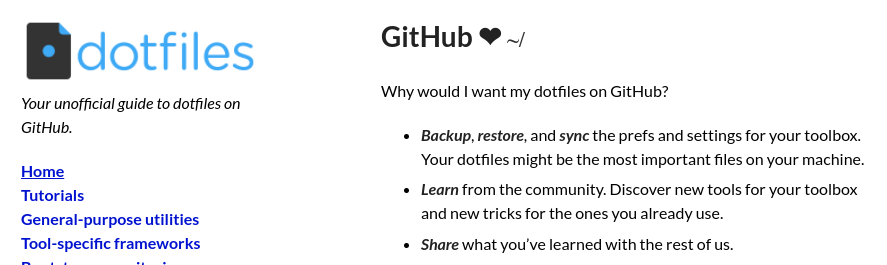 dotfiles
Your unofficial guide to dotfiles on
GitHub.
Home
Tutorials
General-purpose utilities
Tool-specific frameworks
GitHub ❤ ~/
Why would I want my dotfiles on GitHub?
• Backup, restore, and sync the prefs and settings for your toolbox.
Your dotfiles might be the most important files on your machine.
• Learn from the community. Discover new tools for your toolbox
and new tricks for the ones you already use.
• Share what you’ve learned with the rest of us.